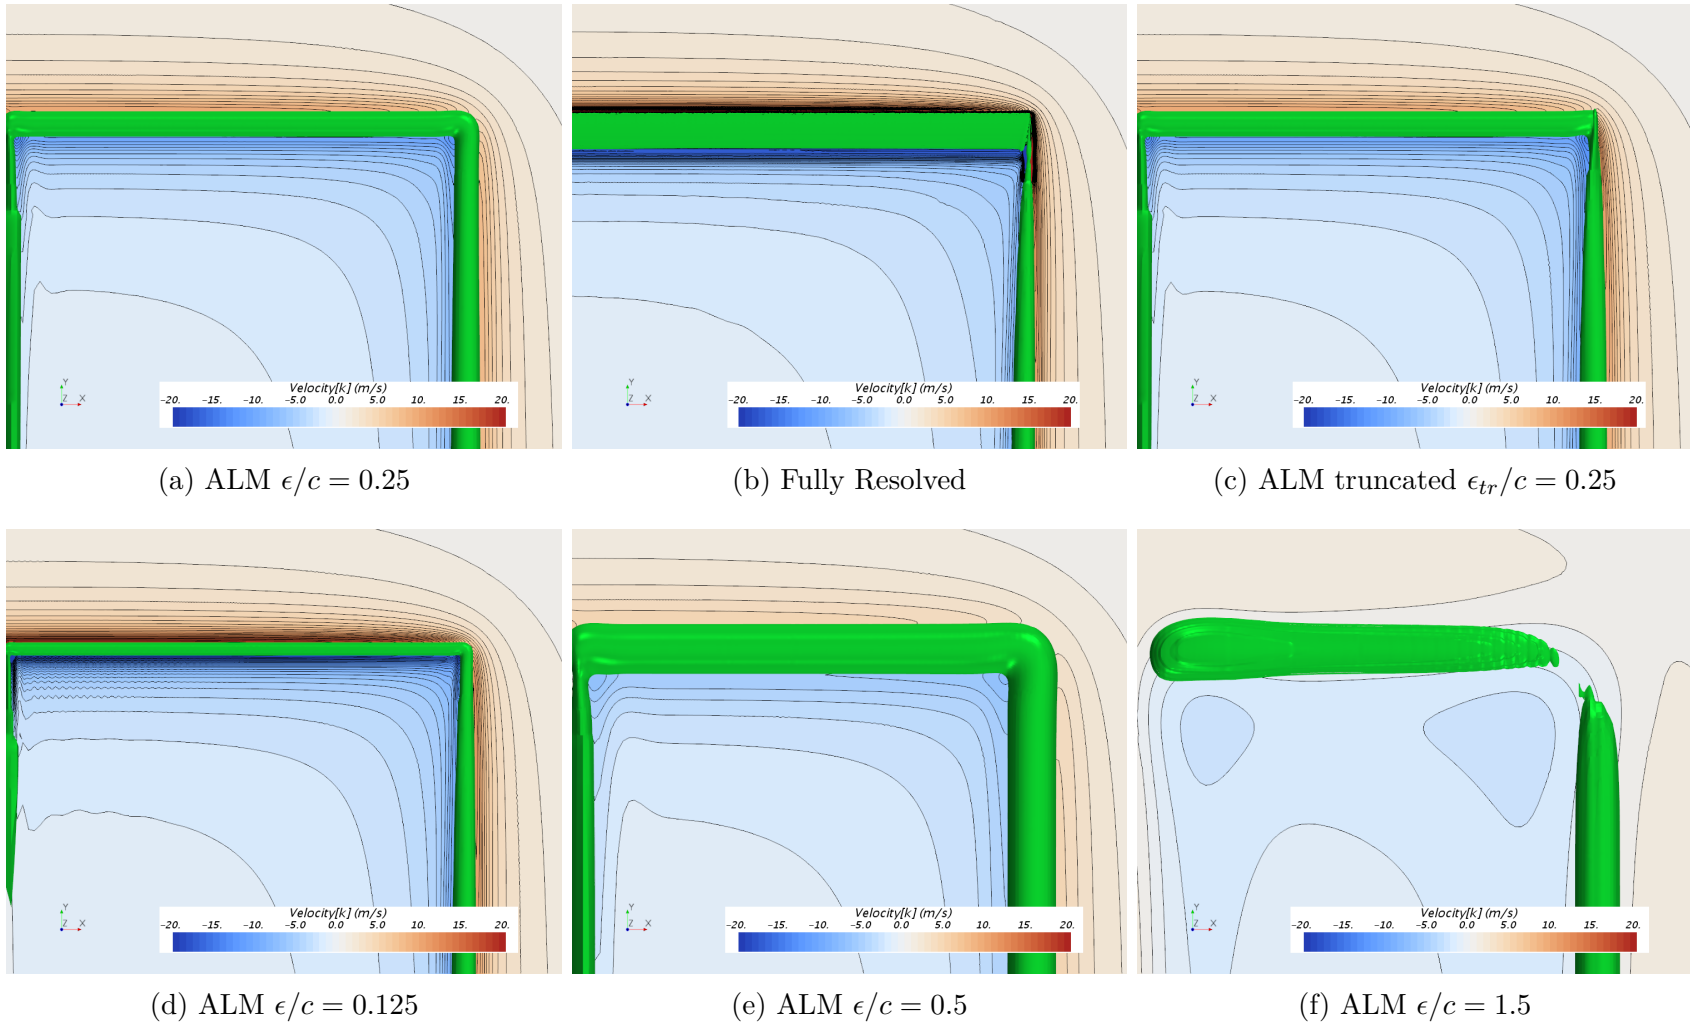 Y
Z X
Velocity[k] (m/s)
-20. -15. -10. -5.0 0.0 5.0 10. 15. 20.
Y
Z X
Velocity[k] (m/s)
-20. -15. -10. -5.0 0.0 5.0 10. 15. 20.
Y
Z X
Velocity[k] (m/s)
-20. -15. -10. -5.0 0.0 5.0 10. 15. 20.
(a) ALM ϵ/c = 0.25
(b) Fully Resolved
(c) ALM truncated ϵ_tr/c = 0.25
Y
Z X
Velocity[k] (m/s)
-20. -15. -10. -5.0 0.0 5.0 10. 15. 20.
Y
Z X
Velocity[k] (m/s)
-20. -15. -10. -5.0 0.0 5.0 10. 15. 20.
Y
Z X
Velocity[k] (m/s)
-20. -15. -10. -5.0 0.0 5.0 10. 15. 20.
(d) ALM ϵ/c = 0.125
(e) ALM ϵ/c = 0.5
(f) ALM ϵ/c = 1.5